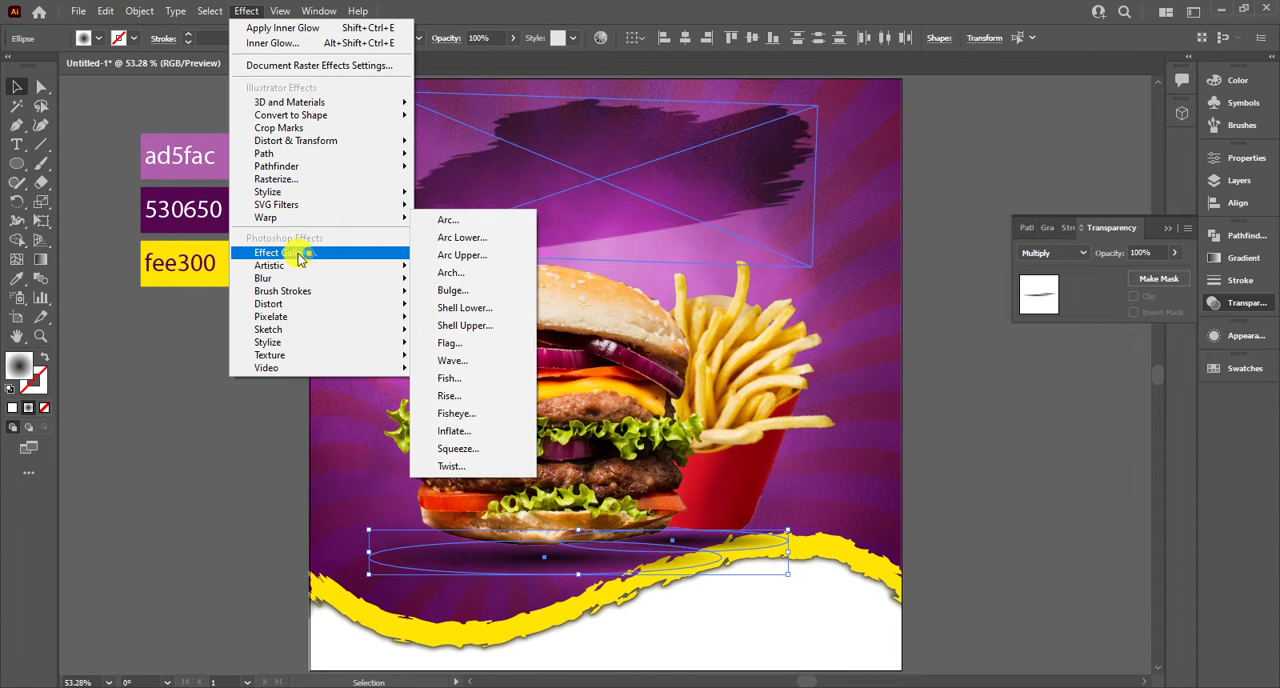 Ai File Edit Object Type Select Effect View Window Help
Ellipse Stroke: Opacity: 100% Style: Shape: Transform
Untitled-1* @ 53.28 % (RGB/Preview)
Apply Inner Glow Shift+Ctrl+E
Inner Glow... Alt+Shift+Ctrl+E
Document Raster Effects Settings...
Illustrator Effects
3D and Materials
Convert to Shape
Crop Marks
Distort & Transform
Path
Pathfinder
Rasterize...
Stylize
SVG Filters
Warp
Photoshop Effects
Effect
Artistic
Blur
Brush Strokes
Distort
Pixelate
Sketch
Stylize
Texture
Video
Arc...
Arc Lower...
Arc Upper...
Arch...
Bulge...
Shell Lower...
Shell Upper...
Flag...
Wave...
Fish...
Rise...
Fisheye...
Inflate...
Squeeze...
Twist...
ad5fac
530650
fee300
Patl Gra Str Transparency
Multiply Opacity: 100%
Make Mask
Clip
Invert Mask
Color
Symbols
Brushes
Properties
Layers
Align
Pathfind...
Gradient
Stroke
Transpar...
Appeara...
Swatches
53.28% 0° 1 Selection